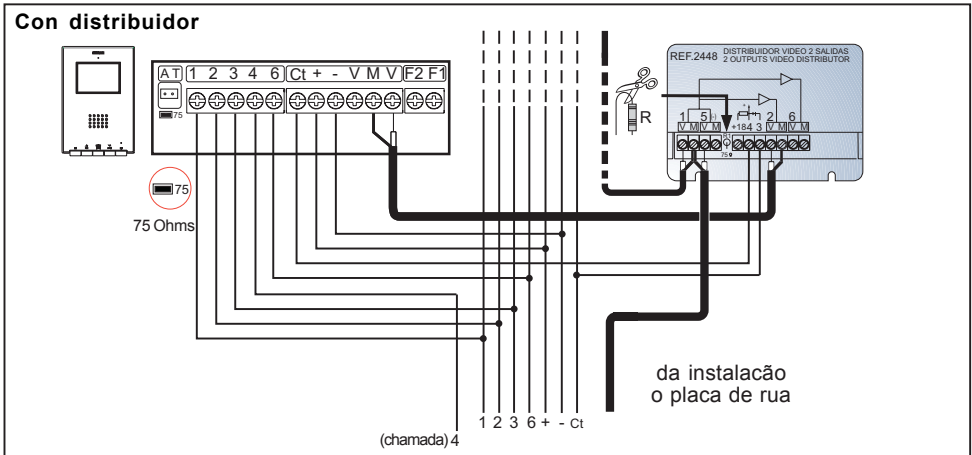 Con distribuidor
REF.2448
DISTRIBUIDOR VIDEO 2 SALIDAS
2 OUTPUTS VIDEO DISTRIBUTOR
A T 1 2 3 4 6 Ct + - V M V F2 F1
75
R
1 5 (-) 2 6
V M V M +18 4 3 V M V M
75
75
75 Ohms
da instalacão
o placa de rua
1 2 3 6 + - Ct
(chamada) 4